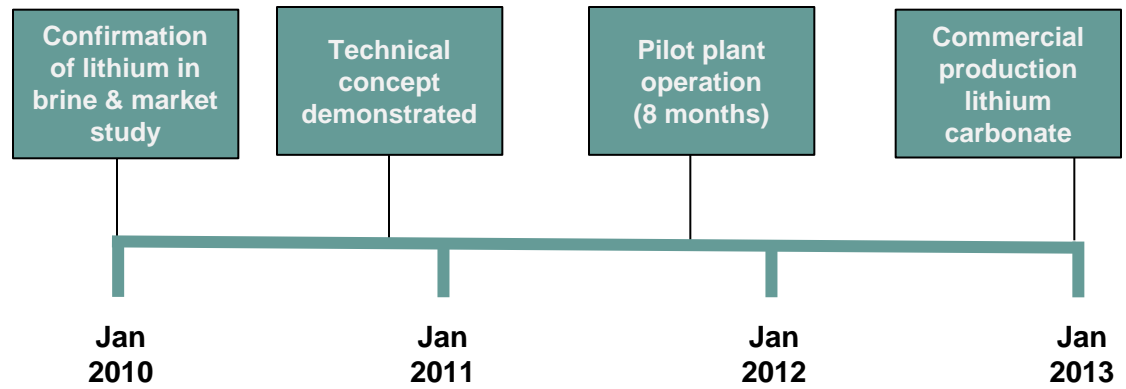 Confirmation
of lithium in
brine & market
study
Technical
concept
demonstrated
Pilot plant
operation
(8 months)
Commercial
production
lithium
carbonate
Jan
2010
Jan
2011
Jan
2012
Jan
2013